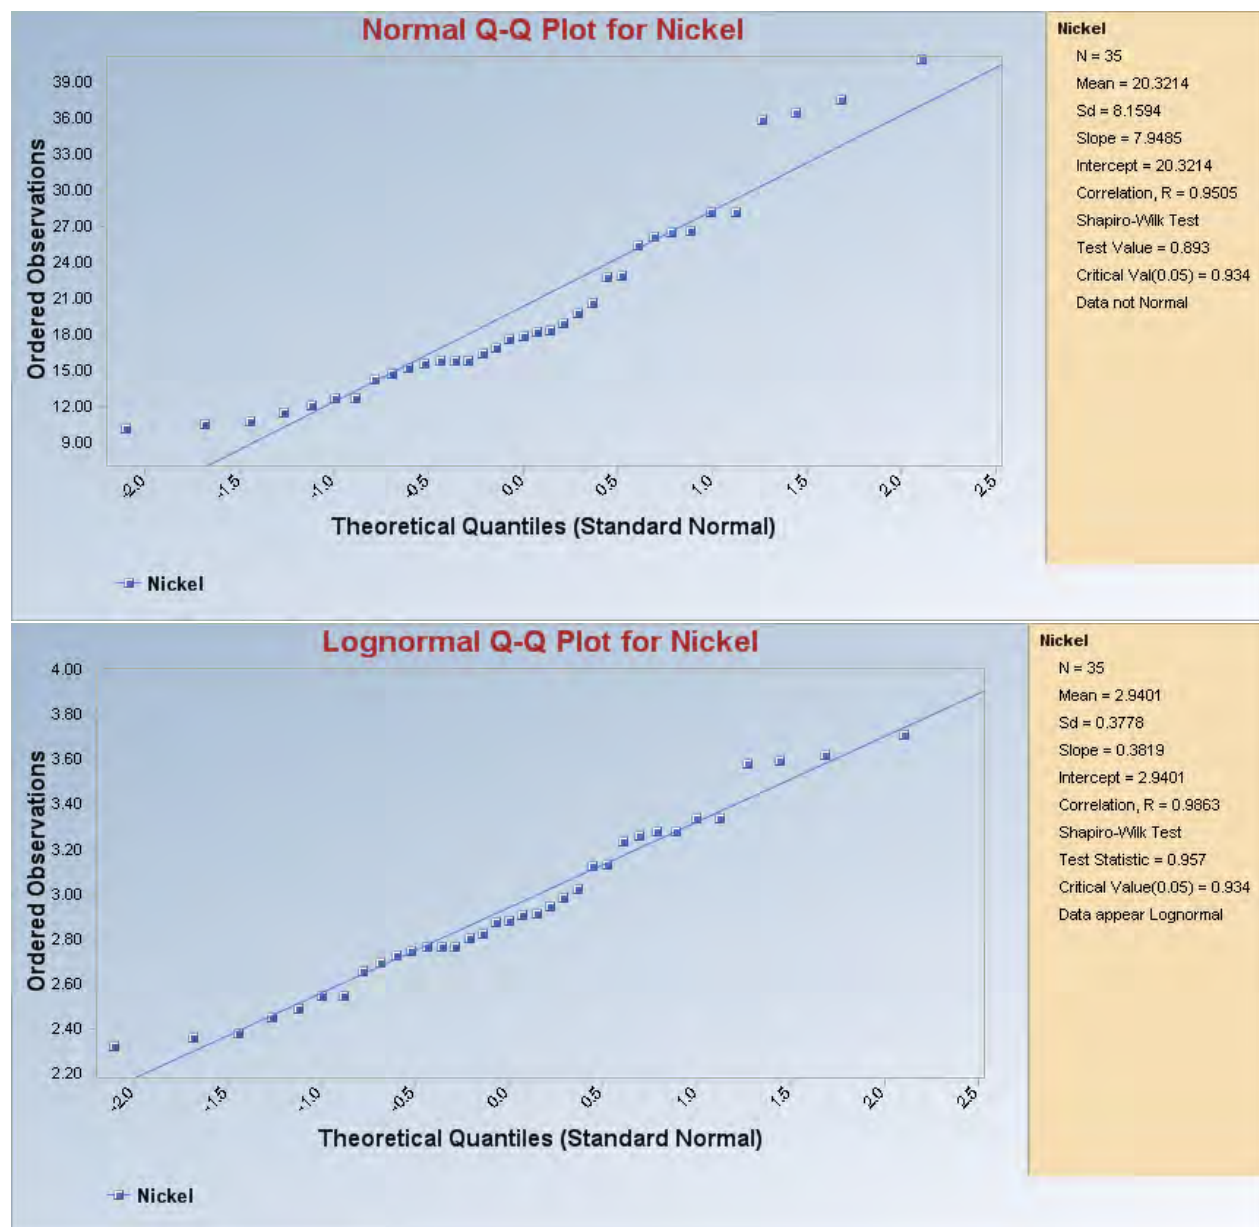 Normal Q-Q Plot for Nickel
Ordered Observations
39.00
36.00
33.00
30.00
27.00
24.00
21.00
18.00
15.00
12.00
9.00
-2.0
-1.5
-1.0
-0.5
0.0
0.5
1.0
1.5
2.0
2.5
Theoretical Quantiles (Standard Normal)
Nickel
Nickel
N = 35
Mean = 20.3214
Sd = 8.1594
Slope = 7.9485
Intercept = 20.3214
Correlation, R = 0.9505
Shapiro-Wilk Test
Test Value = 0.893
Critical Val(0.05) = 0.934
Data not Normal
Lognormal Q-Q Plot for Nickel
Ordered Observations
4.00
3.80
3.60
3.40
3.20
3.00
2.80
2.60
2.40
2.20
-2.0
-1.5
-1.0
-0.5
0.0
0.5
1.0
1.5
2.0
2.5
Theoretical Quantiles (Standard Normal)
Nickel
Nickel
N = 35
Mean = 2.9401
Sd = 0.3778
Slope = 0.3819
Intercept = 2.9401
Correlation, R = 0.9863
Shapiro-Wilk Test
Test Statistic = 0.957
Critical Value(0.05) = 0.934
Data appear Lognormal